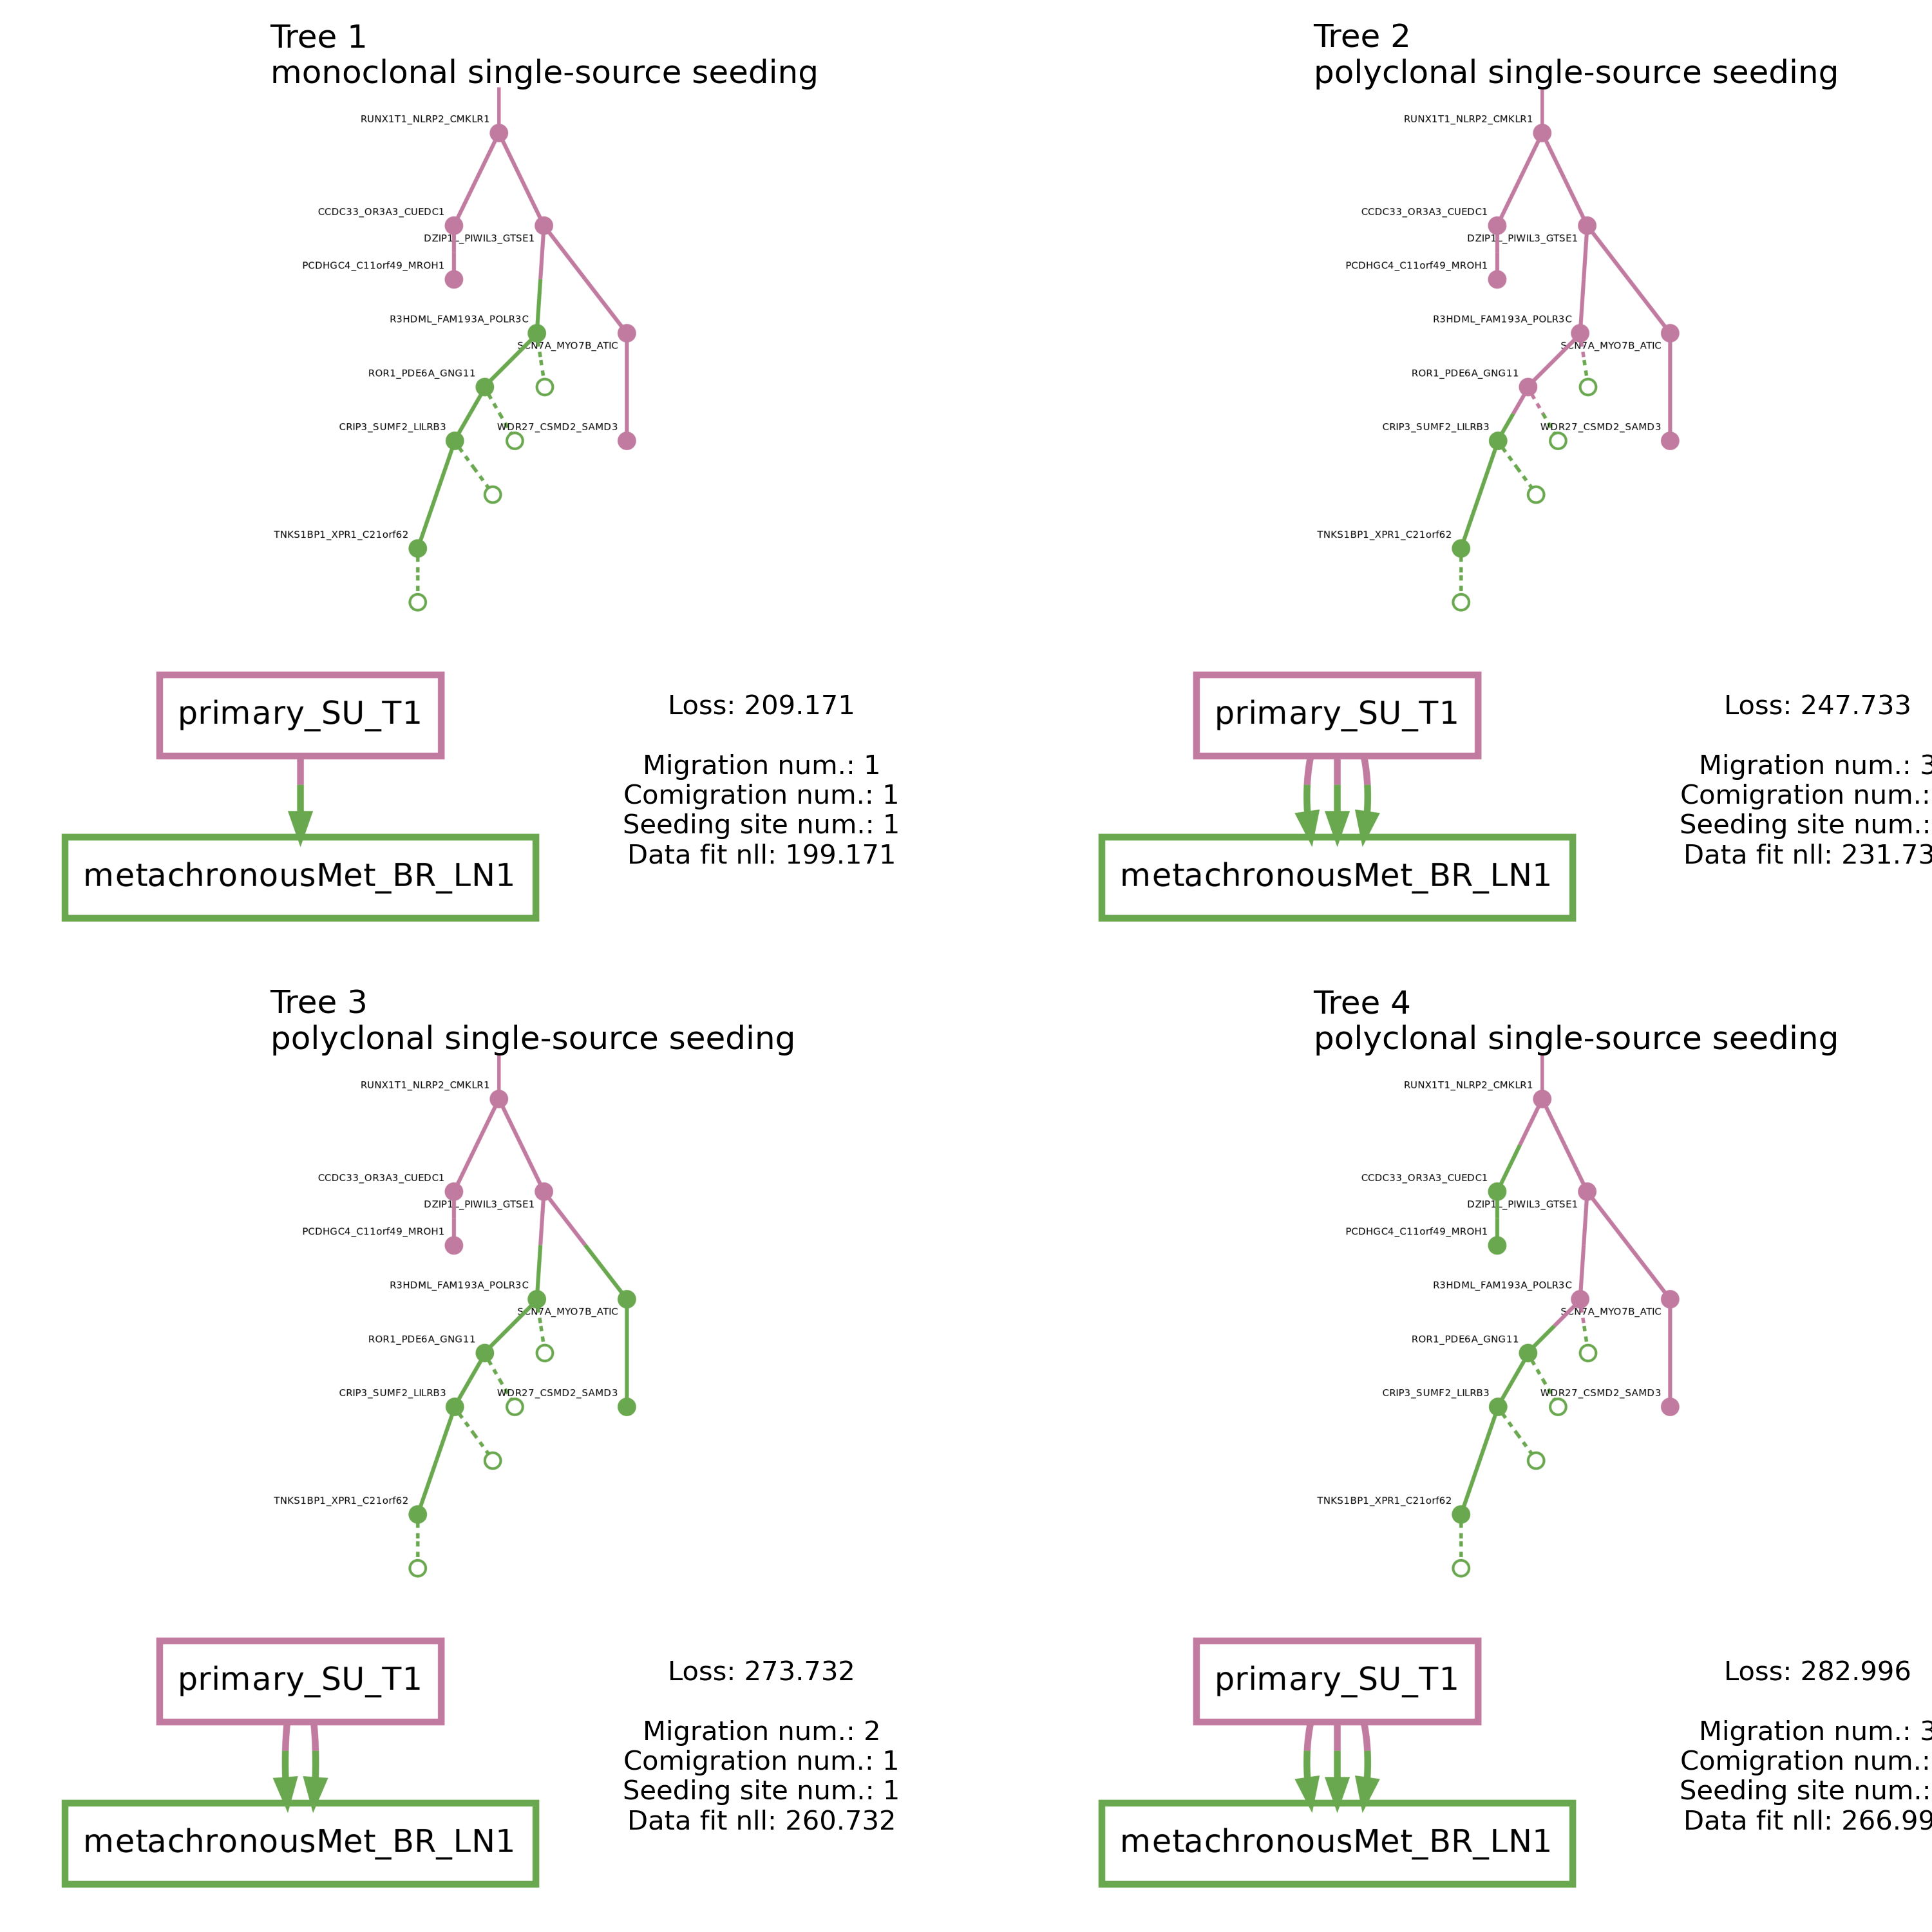 Tree 1
monoclonal single-source seeding
RUNX1T1_NLRP2_CMKLR1
CCDC33_OR3A3_CUEDC1
DZIP1L_PIWIL3_GTSE1
PCDHGC4_C11orf49_MROH1
R3HDML_FAM193A_POLR3C
SCN7A_MYO7B_ATIC
ROR1_PDE6A_GNG11
CRIP3_SUMF2_LILRB3
WDR27_CSMD2_SAMD3
TNKS1BP1_XPR1_C21orf62
primary_SU_T1
metachronousMet_BR_LN1
Loss: 209.171
Migration num.: 1
Comigration num.: 1
Seeding site num.: 1
Data fit nll: 199.171
Tree 2
polyclonal single-source seeding
RUNX1T1_NLRP2_CMKLR1
CCDC33_OR3A3_CUEDC1
DZIP1L_PIWIL3_GTSE1
PCDHGC4_C11orf49_MROH1
R3HDML_FAM193A_POLR3C
SCN7A_MYO7B_ATIC
ROR1_PDE6A_GNG11
CRIP3_SUMF2_LILRB3
WDR27_CSMD2_SAMD3
TNKS1BP1_XPR1_C21orf62
primary_SU_T1
metachronousMet_BR_LN1
Loss: 247.733
Migration num.: 3
Comigration num.:
Seeding site num.:
Data fit nll: 231.73
Tree 3
polyclonal single-source seeding
RUNX1T1_NLRP2_CMKLR1
CCDC33_OR3A3_CUEDC1
DZIP1L_PIWIL3_GTSE1
PCDHGC4_C11orf49_MROH1
R3HDML_FAM193A_POLR3C
SCN7A_MYO7B_ATIC
ROR1_PDE6A_GNG11
CRIP3_SUMF2_LILRB3
WDR27_CSMD2_SAMD3
TNKS1BP1_XPR1_C21orf62
primary_SU_T1
metachronousMet_BR_LN1
Loss: 273.732
Migration num.: 2
Comigration num.: 1
Seeding site num.: 1
Data fit nll: 260.732
Tree 4
polyclonal single-source seeding
RUNX1T1_NLRP2_CMKLR1
CCDC33_OR3A3_CUEDC1
DZIP1L_PIWIL3_GTSE1
PCDHGC4_C11orf49_MROH1
R3HDML_FAM193A_POLR3C
SCN7A_MYO7B_ATIC
ROR1_PDE6A_GNG11
CRIP3_SUMF2_LILRB3
WDR27_CSMD2_SAMD3
TNKS1BP1_XPR1_C21orf62
primary_SU_T1
metachronousMet_BR_LN1
Loss: 282.996
Migration num.: 3
Comigration num.:
Seeding site num.:
Data fit nll: 266.99